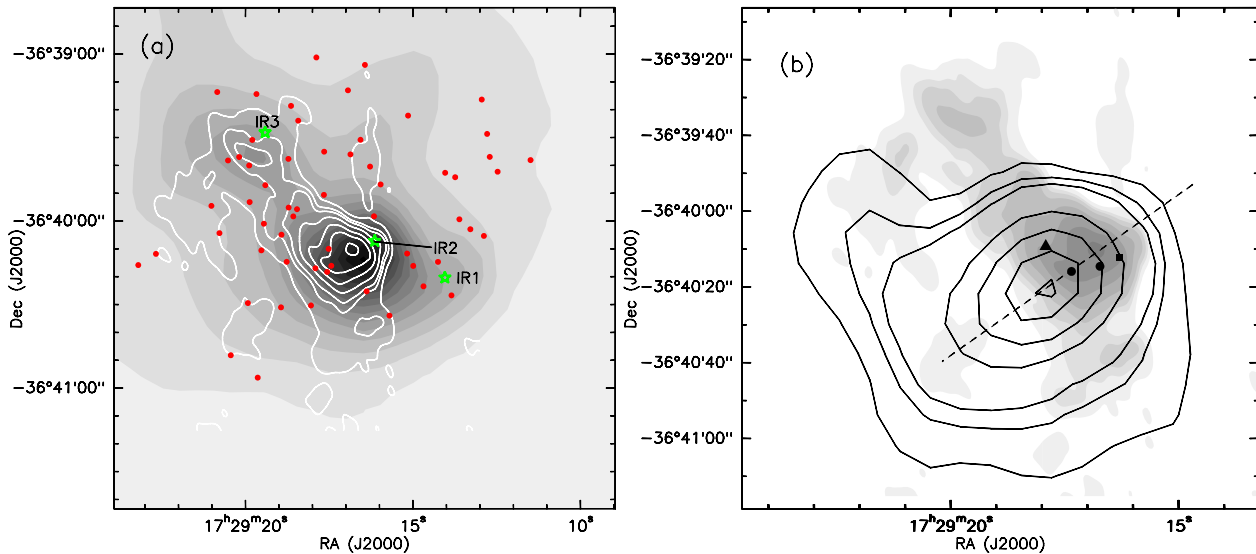 (a)
−36°39'00"
−36°40'00"
−36°41'00"
Dec (J2000)
IR3
IR2
IR1
17ʰ29ᵐ20ˢ
15ˢ
10ˢ
RA (J2000)
(b)
−36°39'20"
−36°39'40"
−36°40'00"
−36°40'20"
−36°40'40"
−36°41'00"
Dec (J2000)
17ʰ29ᵐ20ˢ
15ˢ
RA (J2000)